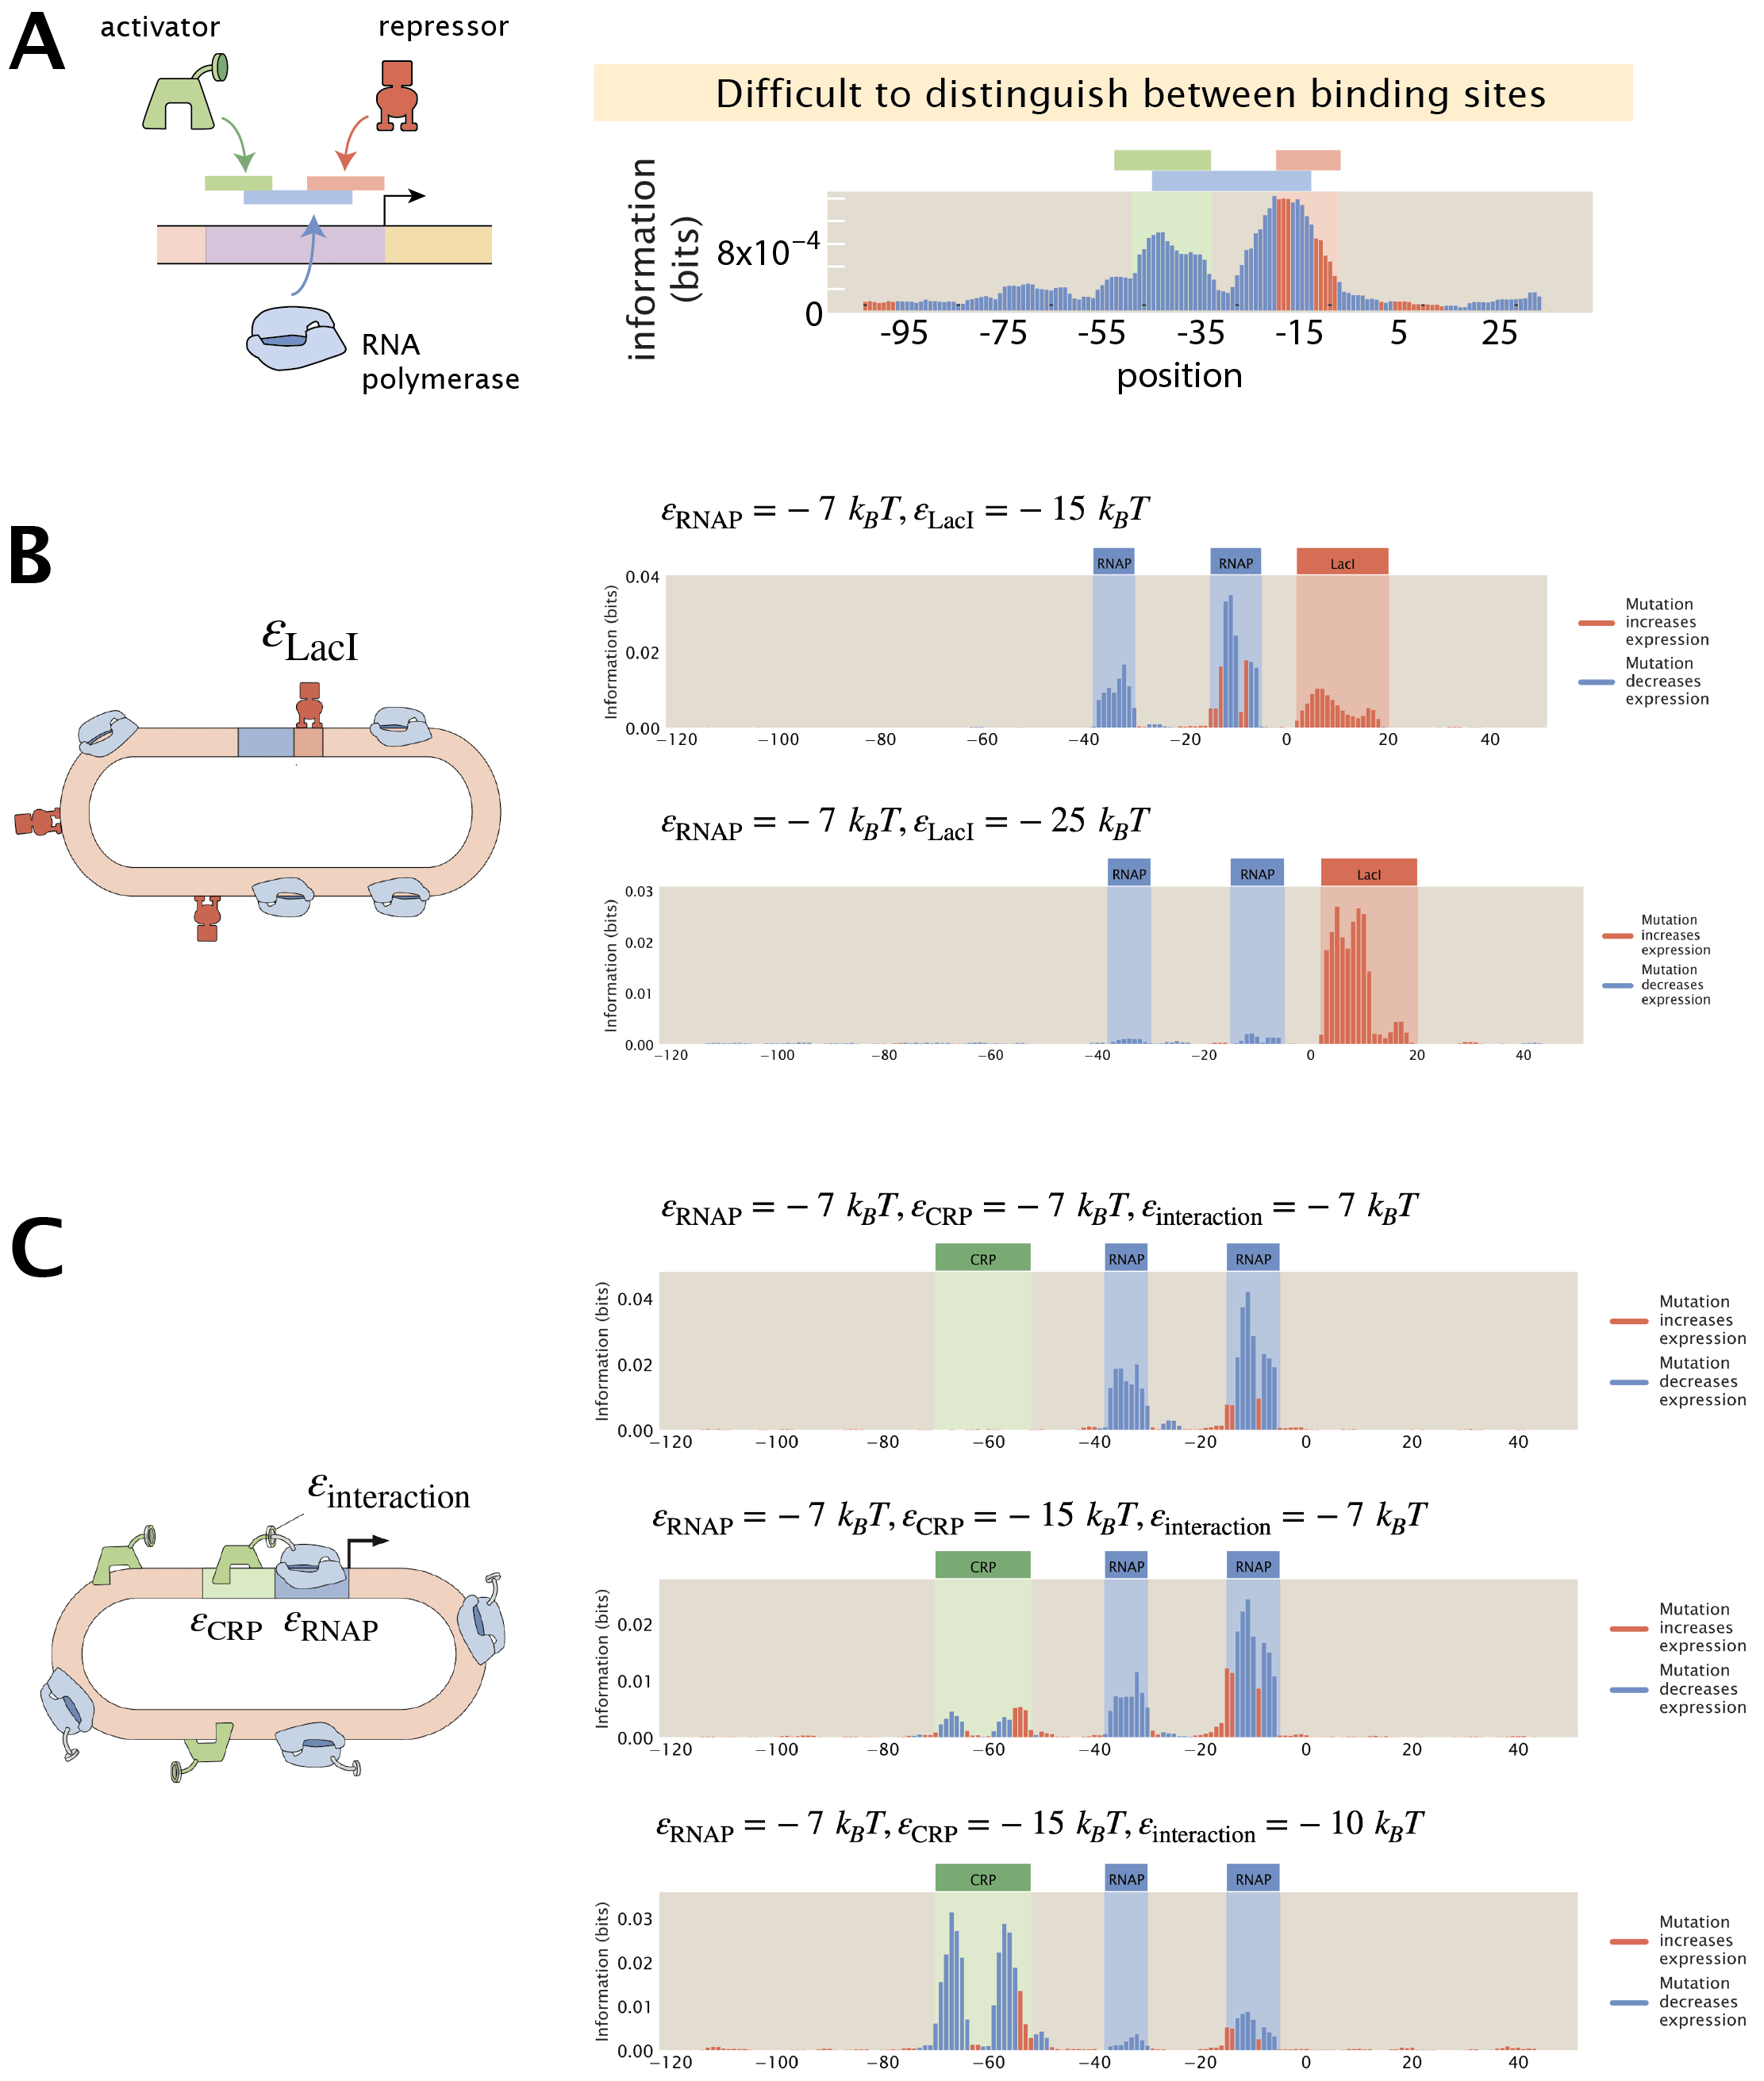 A
activator
repressor
RNA
polymerase
Difficult to distinguish between binding sites
information
(bits)
8x10⁻⁴
0
-95 -75 -55 -35 -15 5 25
position
B
ε_LacI
ε_RNAP = − 7 k_BT, ε_LacI = − 15 k_BT
RNAP RNAP LacI
Information (bits)
0.04
0.02
0.00
−120 −100 −80 −60 −40 −20 0 20 40
Mutation
increases
expression
Mutation
decreases
expression
ε_RNAP = − 7 k_BT, ε_LacI = − 25 k_BT
RNAP RNAP LacI
Information (bits)
0.03
0.02
0.01
0.00
−120 −100 −80 −60 −40 −20 0 20 40
Mutation
increases
expression
Mutation
decreases
expression
C
ε_interaction
ε_CRP ε_RNAP
ε_RNAP = − 7 k_BT, ε_CRP = − 7 k_BT, ε_interaction = − 7 k_BT
CRP RNAP RNAP
Information (bits)
0.04
0.02
0.00
−120 −100 −80 −60 −40 −20 0 20 40
Mutation
increases
expression
Mutation
decreases
expression
ε_RNAP = − 7 k_BT, ε_CRP = − 15 k_BT, ε_interaction = − 7 k_BT
CRP RNAP RNAP
Information (bits)
0.02
0.01
0.00
−120 −100 −80 −60 −40 −20 0 20 40
Mutation
increases
expression
Mutation
decreases
expression
ε_RNAP = − 7 k_BT, ε_CRP = − 15 k_BT, ε_interaction = − 10 k_BT
CRP RNAP RNAP
Information (bits)
0.03
0.02
0.01
0.00
−120 −100 −80 −60 −40 −20 0 20 40
Mutation
increases
expression
Mutation
decreases
expression